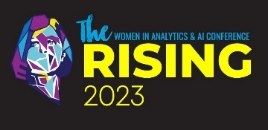 The WOMEN IN ANALYTICS & AI CONFERENCE
RISING
2023